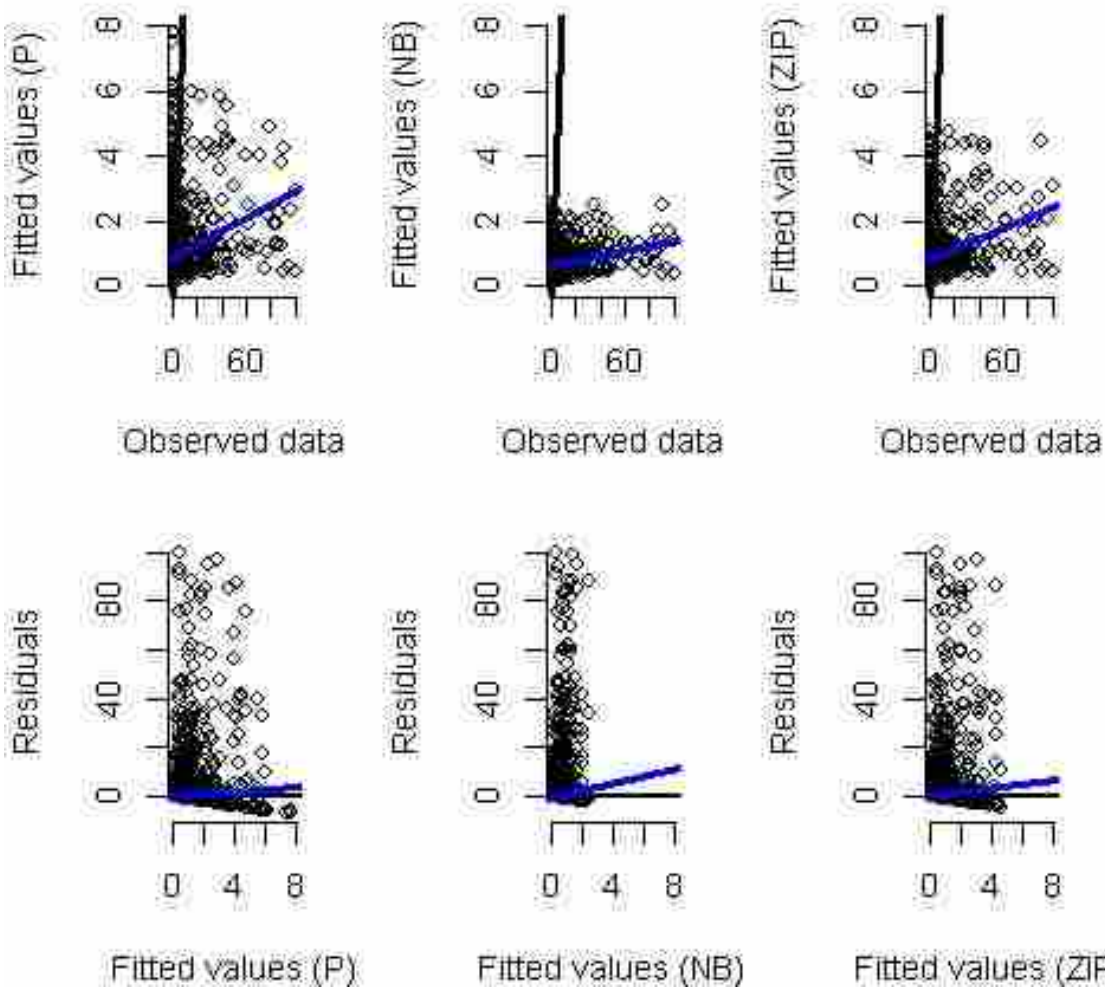 Fitted values (P)
8
6
4
2
0
0 60
Observed data
Fitted values (NB)
8
6
4
2
0
0 60
Observed data
Fitted values (ZIP)
8
6
4
2
0
0 60
Observed data
Residuals
80
40
0
0 4 8
Fitted values (P)
Residuals
80
40
0
0 4 8
Fitted values (NB)
Residuals
80
40
0
0 4 8
Fitted values (ZIP